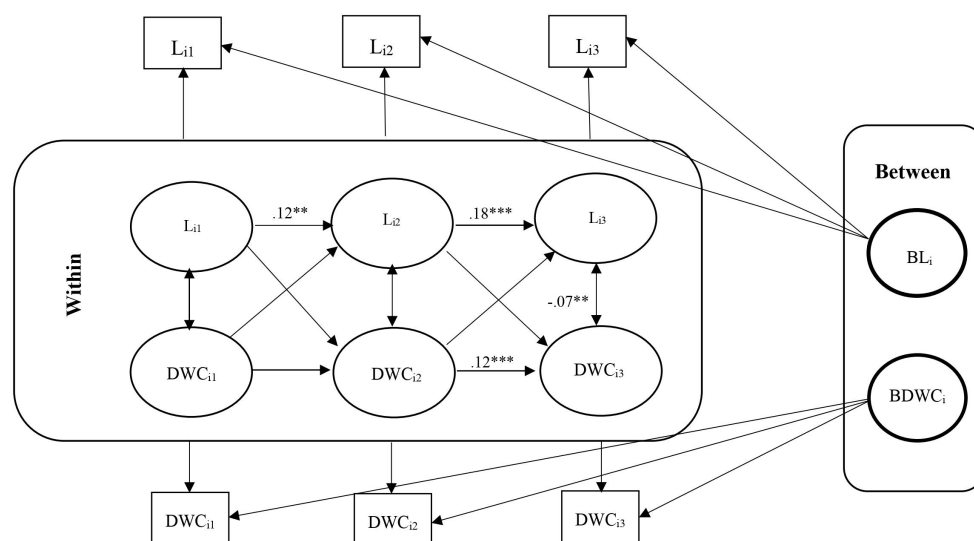 Li1
Li2
Li3
Between
Within
Li1
.12**
Li2
.18***
Li3
BLi
-.07**
DWCi1
DWCi2
.12***
DWCi3
BDWCi
DWCi1
DWCi2
DWCi3